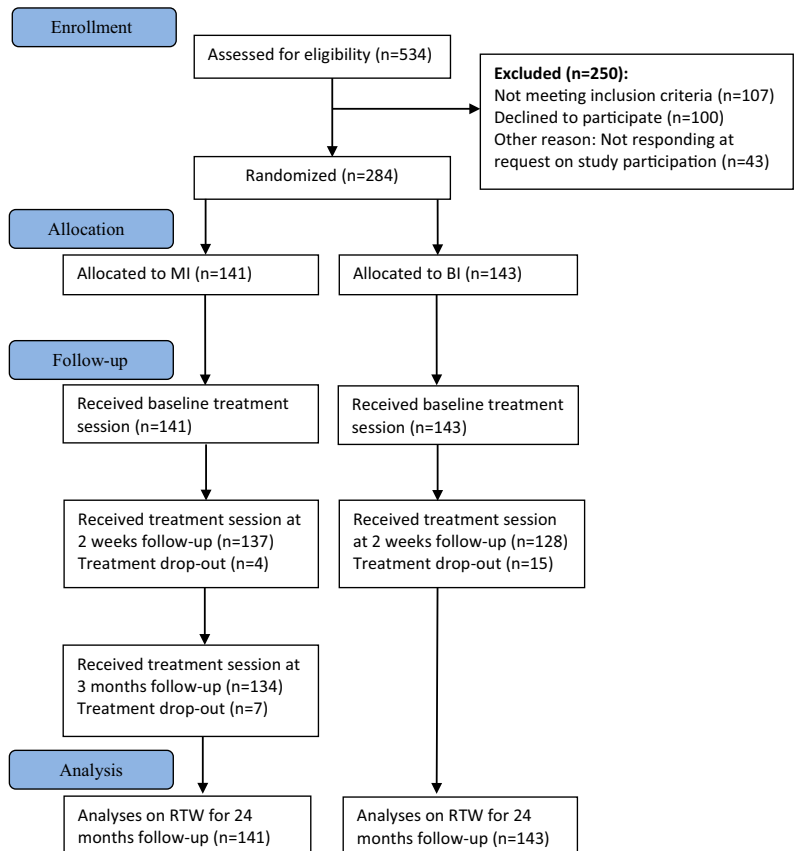 Enrollment
Assessed for eligibility (n=534)
Excluded (n=250):
Not meeting inclusion criteria (n=107)
Declined to participate (n=100)
Other reason: Not responding at
request on study participation (n=43)
Randomized (n=284)
Allocation
Allocated to MI (n=141)
Allocated to BI (n=143)
Follow-up
Received baseline treatment
session (n=141)
Received baseline treatment
session (n=143)
Received treatment session at
2 weeks follow-up (n=137)
Treatment drop-out (n=4)
Received treatment session
at 2 weeks follow-up (n=128)
Treatment drop-out (n=15)
Received treatment session at
3 months follow-up (n=134)
Treatment drop-out (n=7)
Analysis
Analyses on RTW for 24
months follow-up (n=141)
Analyses on RTW for 24
months follow-up (n=143)